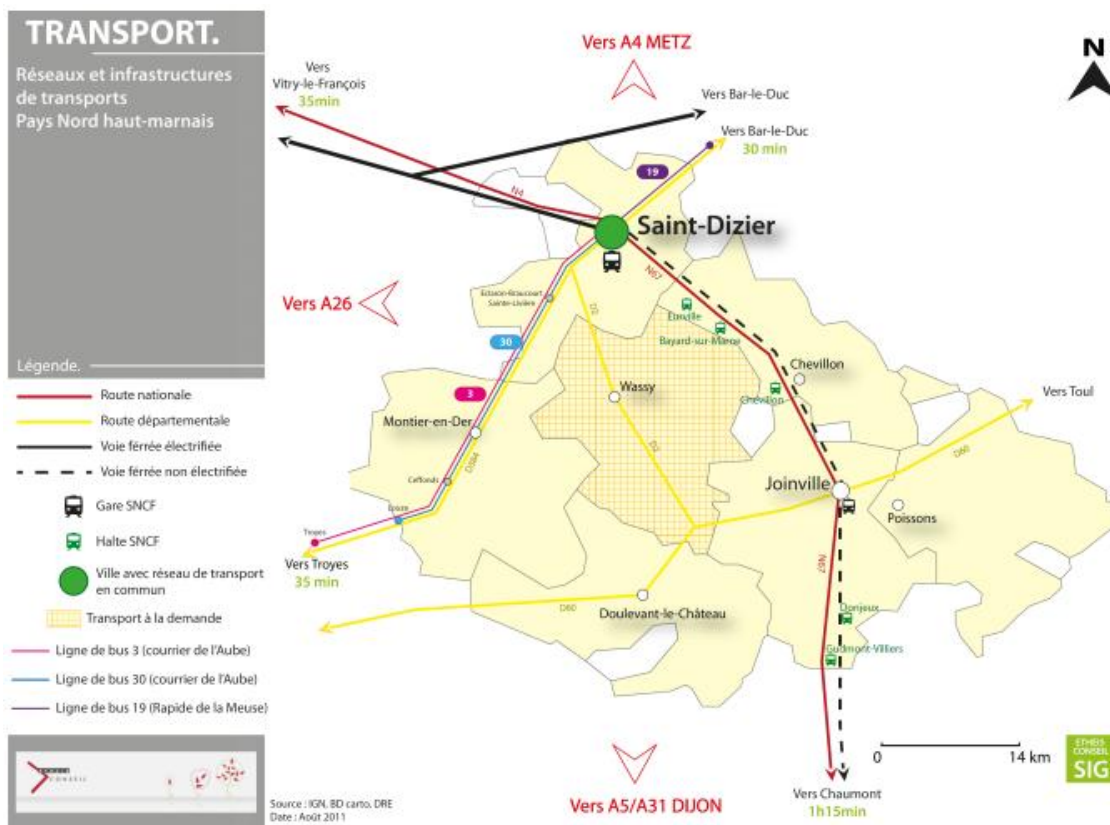 TRANSPORT.
Réseaux et infrastructures
de transports
Pays Nord haut-marnais
Légende.
Route nationale
Route départementale
Voie ferrée électrifiée
Voie ferrée non électrifiée
Gare SNCF
Halte SNCF
Ville avec réseau de transport
en commun
Transport à la demande
Ligne de bus 3 (courrier de l'Aube)
Ligne de bus 30 (courrier de l'Aube)
Ligne de bus 19 (Rapide de la Meuse)
CONSEIL
Source : IGN, BD carto, DRE
Date : Août 2011
Vers A4 METZ
N
Vers
Vitry-le-François
35min
Vers Bar-le-Duc
Vers Bar-le-Duc
30 min
19
N4
Saint-Dizier
N67
Vers A26
Eclaron-Braucourt
Sainte-Livière
D2
Eurville
Bayard-sur-Marne
30
Chevillon
Chevillon
Wassy
3
Vers Toul
Montier-en-Der
D2
D384
D60
Ceffonds
Joinville
Poissons
Troyes
Vers Troyes
35 min
N67
D60
Doulevant-le-Château
Donjeux
Gudmont-Villiers
0
14 km
ETHEIS
CONSEIL
SIG
Vers A5/A31 DIJON
Vers Chaumont
1h15min